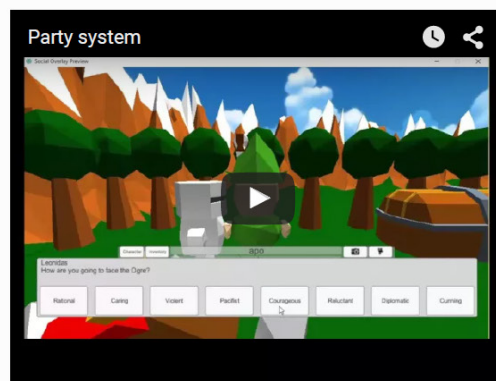 Party system
Social Overlay Preview
Character
Inventory
apo
Leonidas
How are you going to face the Ogre?
Rational
Caring
Violent
Pacifist
Courageous
Reluctant
Diplomatic
Cunning